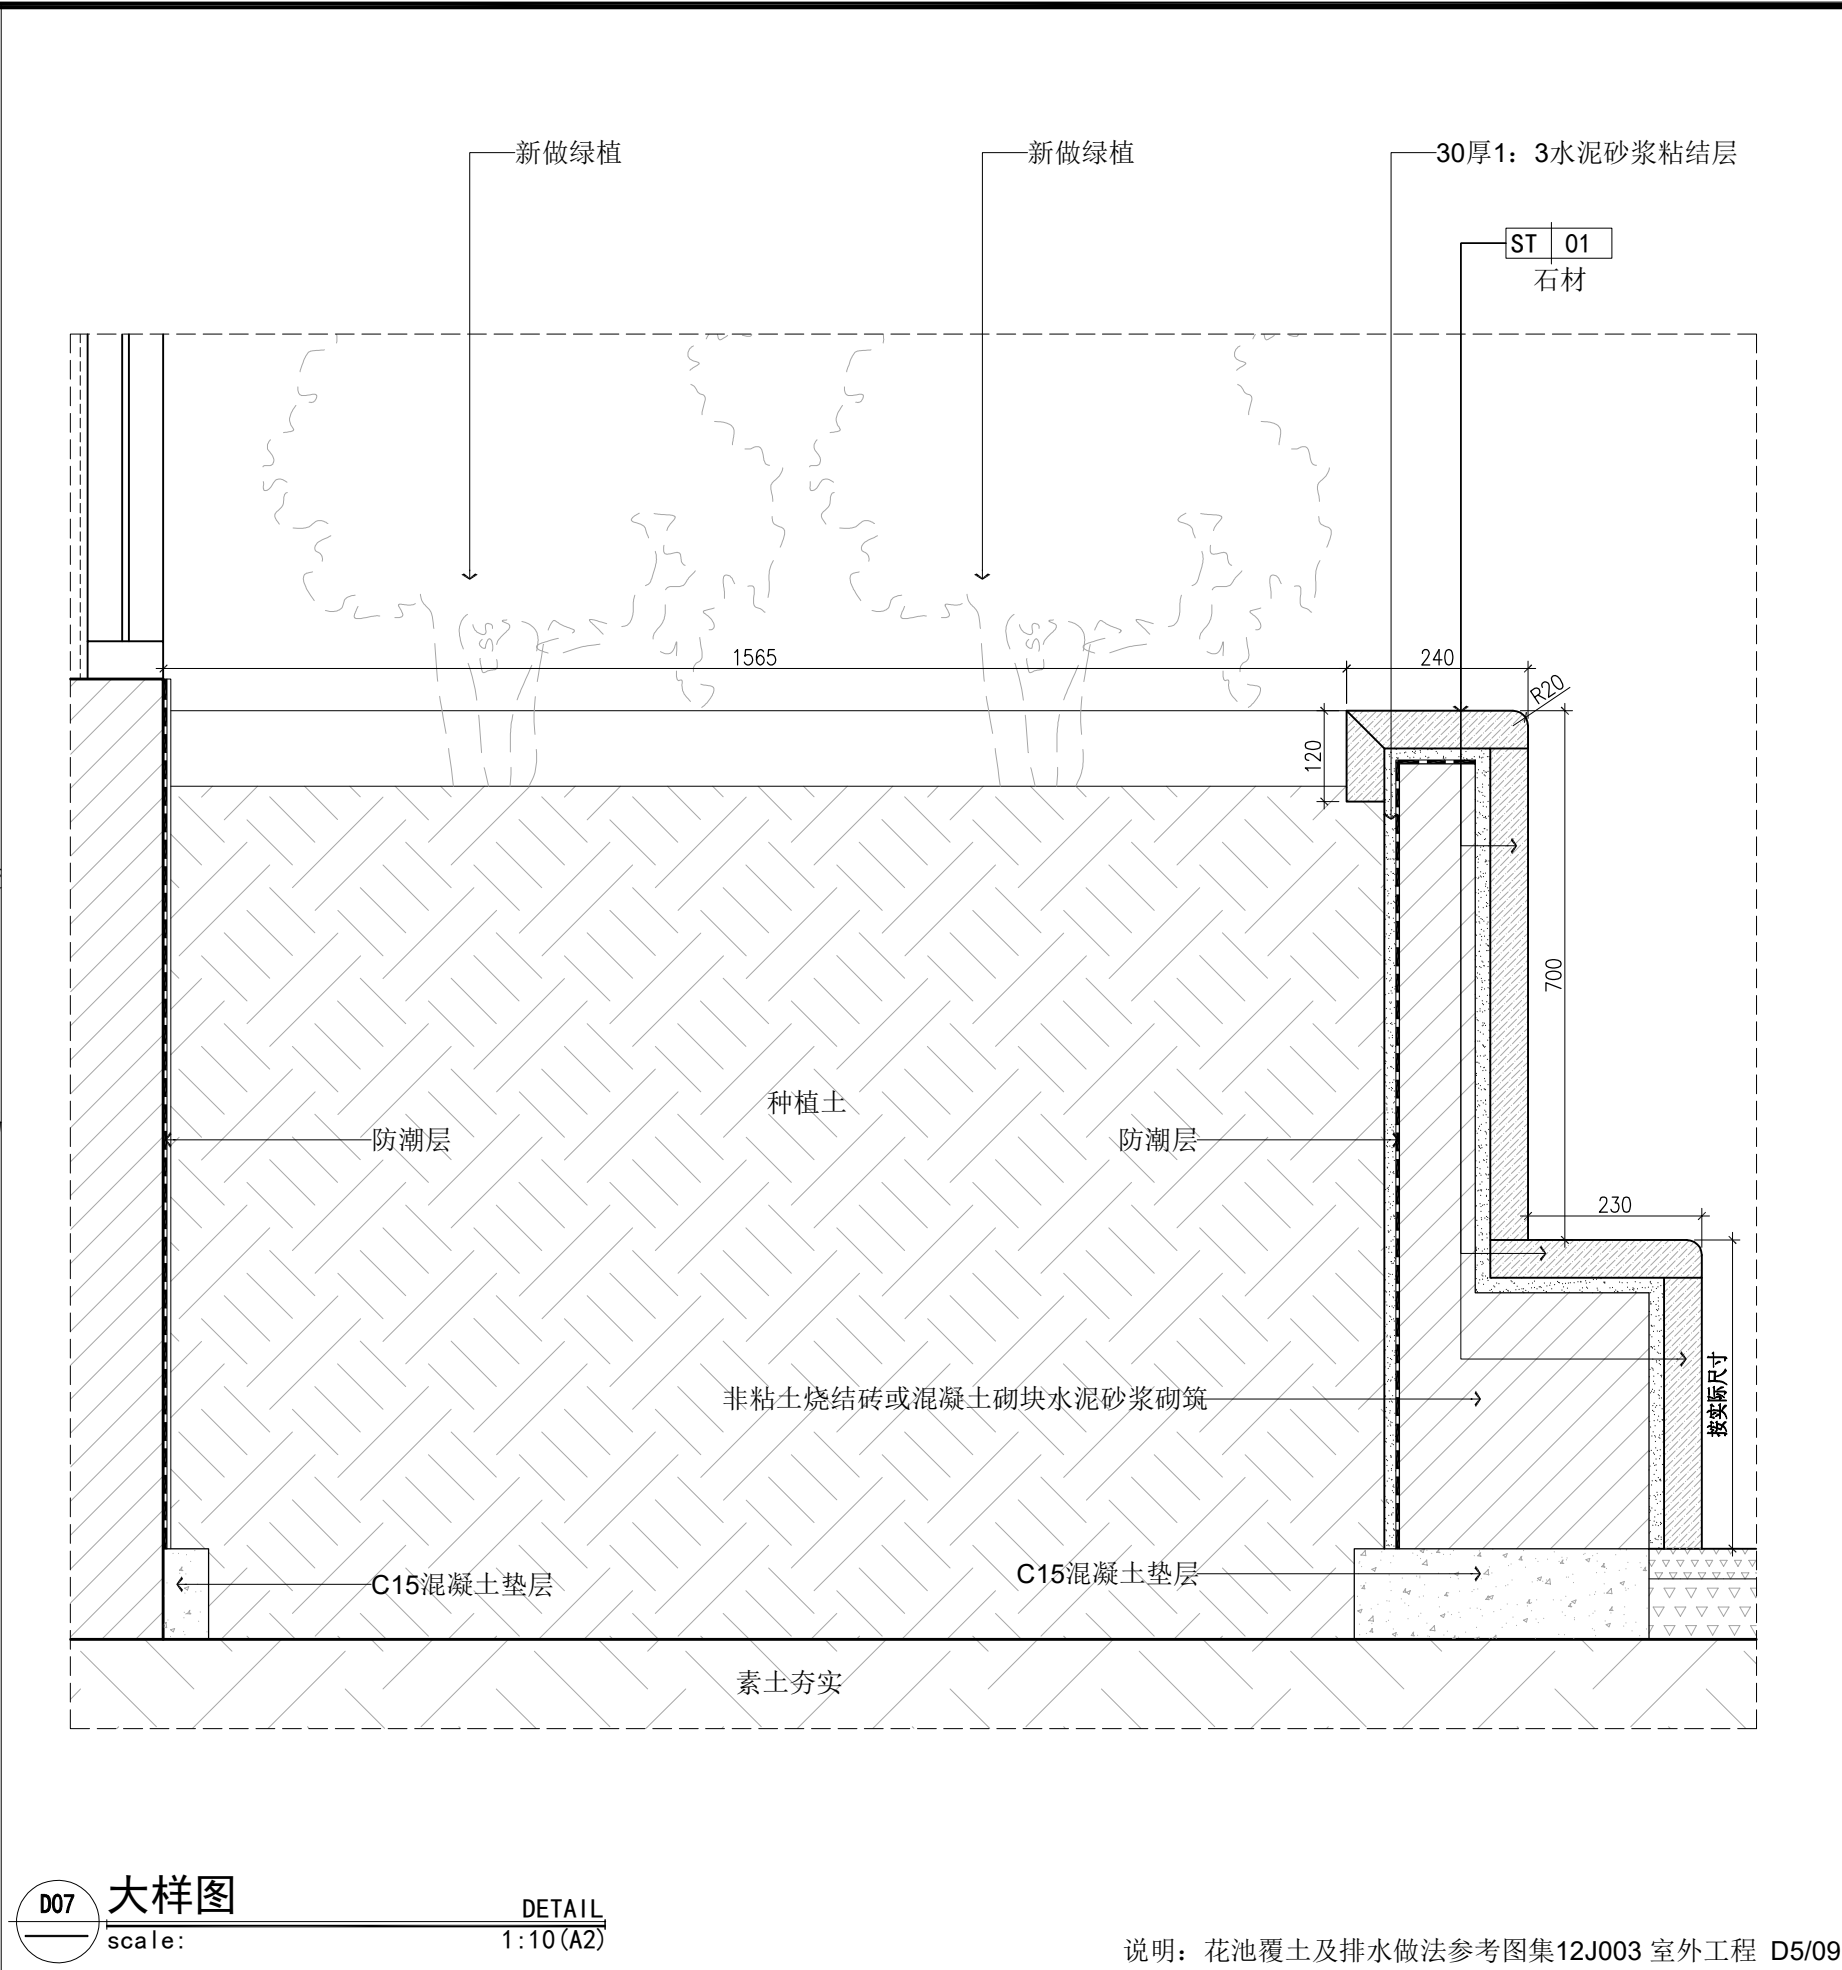 新做绿植
新做绿植
30厚1：3水泥砂浆粘结层
ST 01
石材
1565
240
R20
120
700
种植土
防潮层
防潮层
230
非粘土烧结砖或混凝土砌块水泥砂浆砌筑
按实际尺寸
C15混凝土垫层
C15混凝土垫层
素土夯实
D07
大样图
DETAIL
scale:
1:10(A2)
说明：花池覆土及排水做法参考图集12J003 室外工程 D5/09